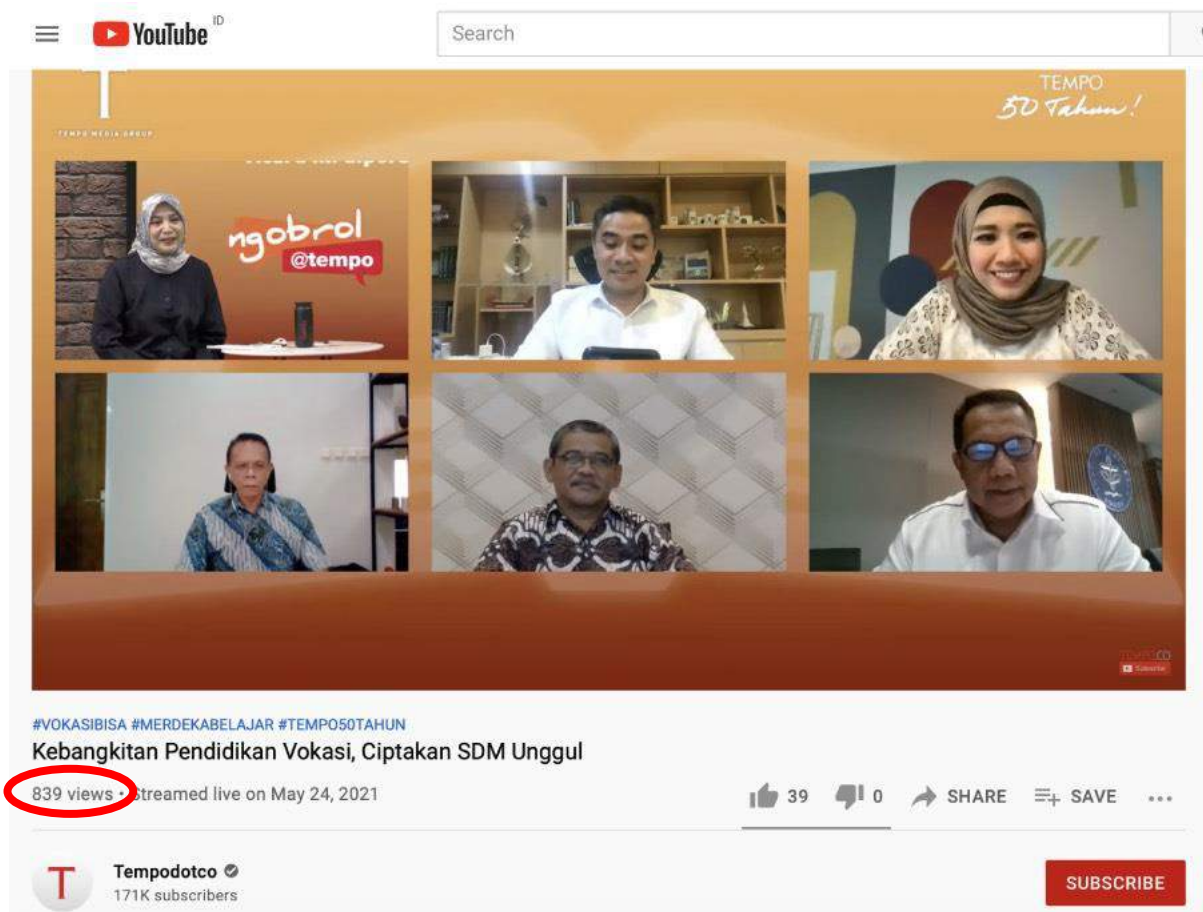 YouTube ID
Search
TEMPO MEDIA GROUP
TEMPO
50 Tahun!
ngobrol
@tempo
TEMPO.CO
Subscribe
#VOKASIBISA #MERDEKABELAJAR #TEMPO50TAHUN
Kebangkitan Pendidikan Vokasi, Ciptakan SDM Unggul
839 views • Streamed live on May 24, 2021
39
0
SHARE
SAVE
T
Tempodotco
171K subscribers
SUBSCRIBE